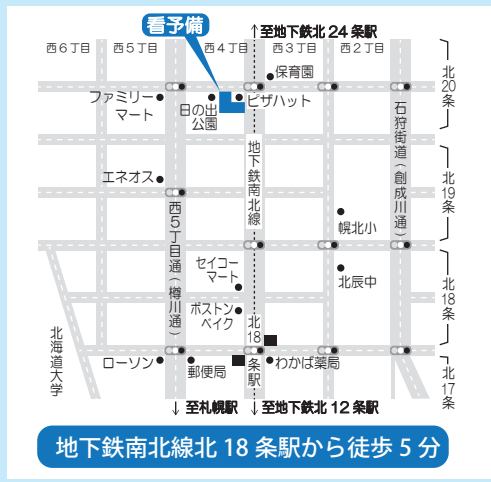 看予備
↑至地下鉄北24条駅
西6丁目
西5丁目
西4丁目
西3丁目
西2丁目
保育園
ファミリー
マート
日の出
公園
ピザハット
北20条
石狩街道(創成川通)
地下鉄南北線
エネオス
西5丁目通(樽川通)
北19条
幌北小
セイコー
マート
北辰中
ボストン
ベイク
北18条駅
北18条
北海道大学
ローソン
郵便局
わかば薬局
北17条
↓至札幌駅
↓至地下鉄北12条駅
地下鉄南北線北18条駅から徒歩5分